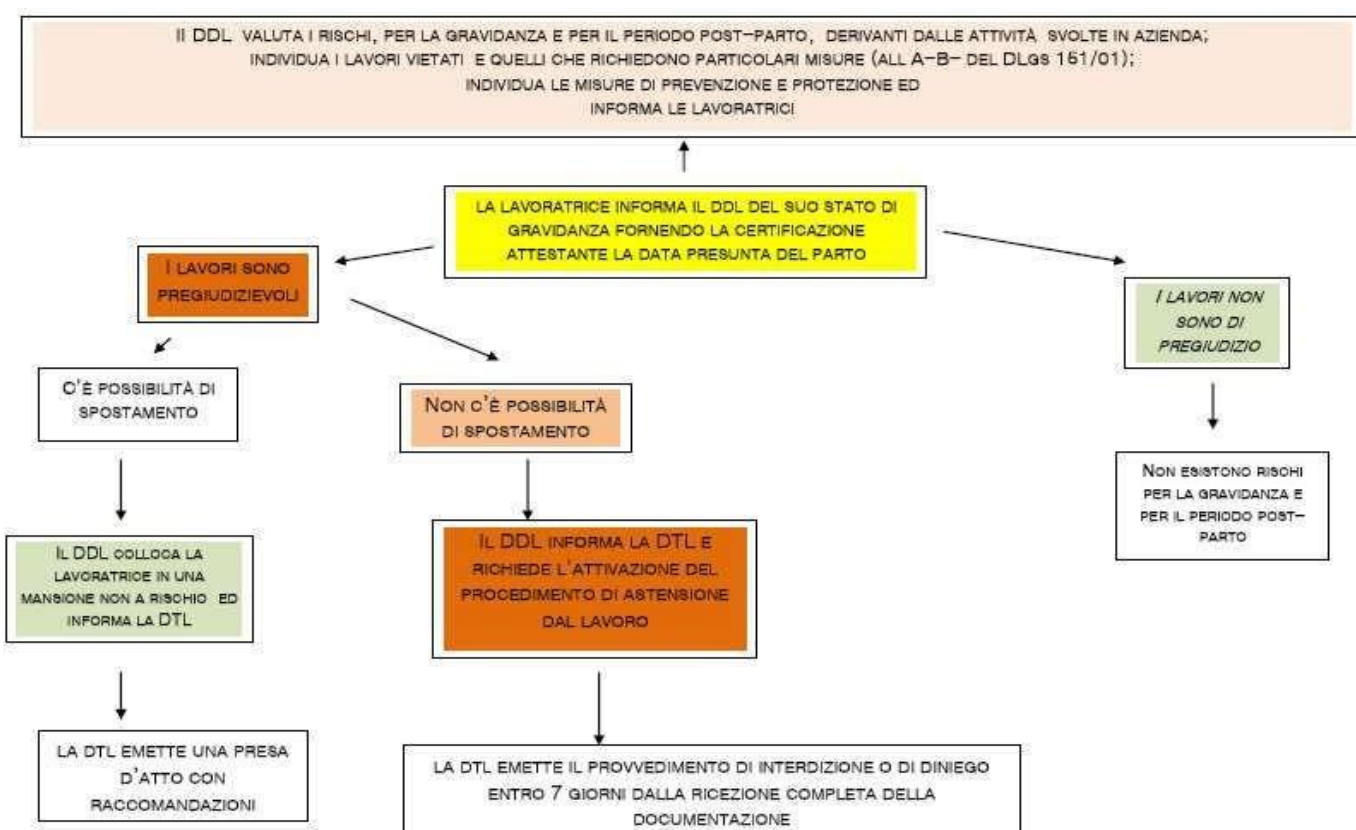 Il DDL VALUTA I RISCHI, PER LA GRAVIDANZA E PER IL PERIODO POST-PARTO, DERIVANTI DALLE ATTIVITÀ SVOLTE IN AZIENDA;
INDIVIDUA I LAVORI VIETATI E QUELLI CHE RICHIEDONO PARTICOLARI MISURE (ALL A-B- DEL DLGS 151/01);
INDIVIDUA LE MISURE DI PREVENZIONE E PROTEZIONE ED
INFORMA LE LAVORATRICI
LA LAVORATRICE INFORMA IL DDL DEL SUO STATO DI
GRAVIDANZA FORNENDO LA CERTIFICAZIONE
ATTESTANTE LA DATA PRESUNTA DEL PARTO
I LAVORI SONO
PREGIUDIZIEVOLI
I LAVORI NON
SONO DI
PREGIUDIZIO
C'È POSSIBILITÀ DI
SPOSTAMENTO
NON C'È POSSIBILITÀ
DI SPOSTAMENTO
NON ESISTONO RISCHI
PER LA GRAVIDANZA E
PER IL PERIODO POST-
PARTO
IL DDL COLLOCA LA
LAVORATRICE IN UNA
MANSIONE NON A RISCHIO ED
INFORMA LA DTL
IL DDL INFORMA LA DTL E
RICHIEDE L'ATTIVAZIONE DEL
PROCEDIMENTO DI ASTENSIONE
DAL LAVORO
LA DTL EMETTE UNA PRESA
D'ATTO CON
RACCOMANDAZIONI
LA DTL EMETTE IL PROVVEDIMENTO DI INTERDIZIONE O DI DINIEGO
ENTRO 7 GIORNI DALLA RICEZIONE COMPLETA DELLA
DOCUMENTAZIONE